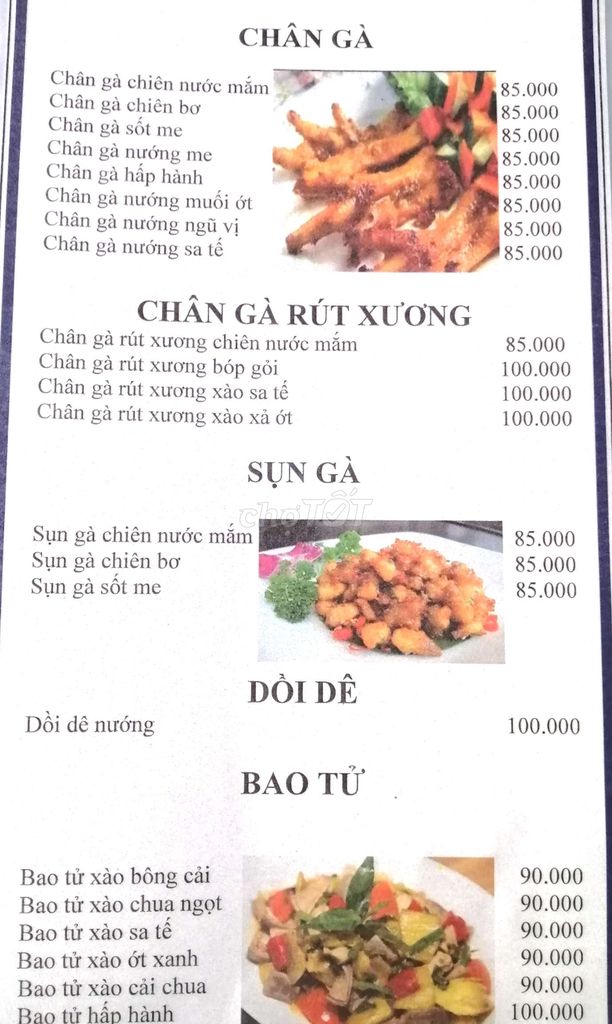 CHÂN GÀ
Chân gà chiên nước mắm 85.000
Chân gà chiên bơ 85.000
Chân gà sốt me 85.000
Chân gà nướng me 85.000
Chân gà hấp hành 85.000
Chân gà nướng muối ớt 85.000
Chân gà nướng ngũ vị 85.000
Chân gà nướng sa tế 85.000
CHÂN GÀ RÚT XƯƠNG
Chân gà rút xương chiên nước mắm 85.000
Chân gà rút xương bóp gỏi 100.000
Chân gà rút xương xào sa tế 100.000
Chân gà rút xương xào xả ớt 100.000
SỤN GÀ
choTỐT
Sụn gà chiên nước mắm 85.000
Sụn gà chiên bơ 85.000
Sụn gà sốt me 85.000
DỒI DÊ
Dồi dê nướng 100.000
BAO TỬ
Bao tử xào bông cải 90.000
Bao tử xào chua ngọt 90.000
Bao tử xào sa tế 90.000
Bao tử xào ớt xanh 90.000
Bao tử xào cải chua 90.000
Bao tử hấp hành 100.000